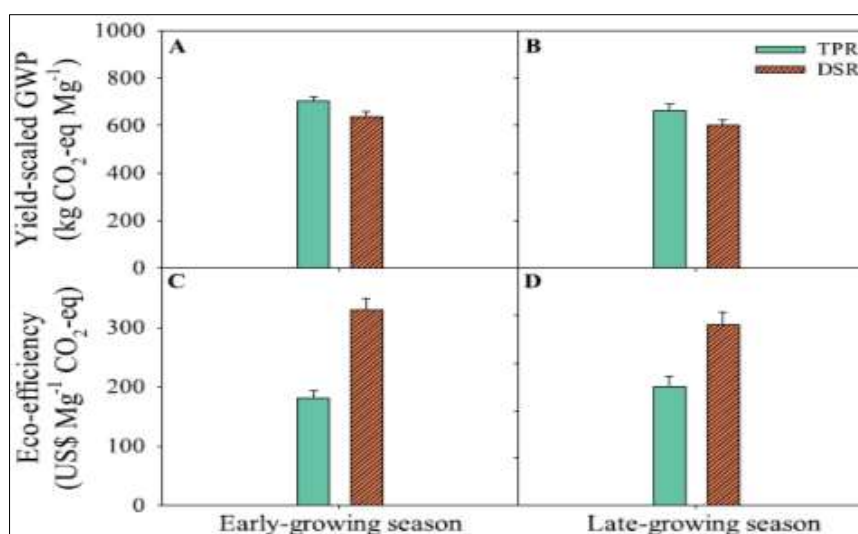 Yield-scaled GWP
(kg CO₂-eq Mg⁻¹)
1000
800
600
400
200
0
A
B
TPR
DSR
Eco-efficiency
(US$ Mg⁻¹ CO₂-eq)
300
200
100
0
C
D
Early-growing season
Late-growing season